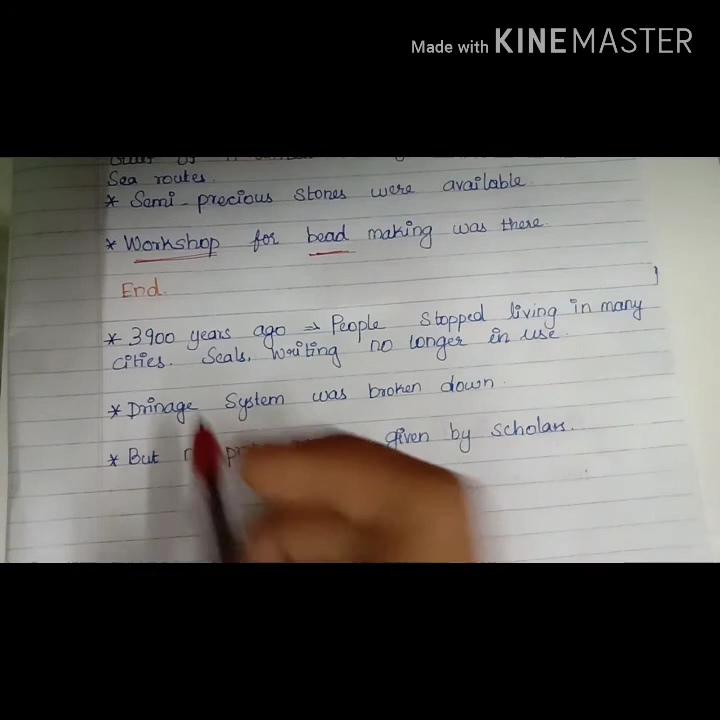 Made with KINEMASTER
Sea routes.
* Semi-precious stones were available.
* Workshop for bead making was there.
End.
* 3900 years ago ⇒ People stopped living in many
cities. Seals, writing no longer in use.
* Drinage System was broken down.
* But given by scholars.